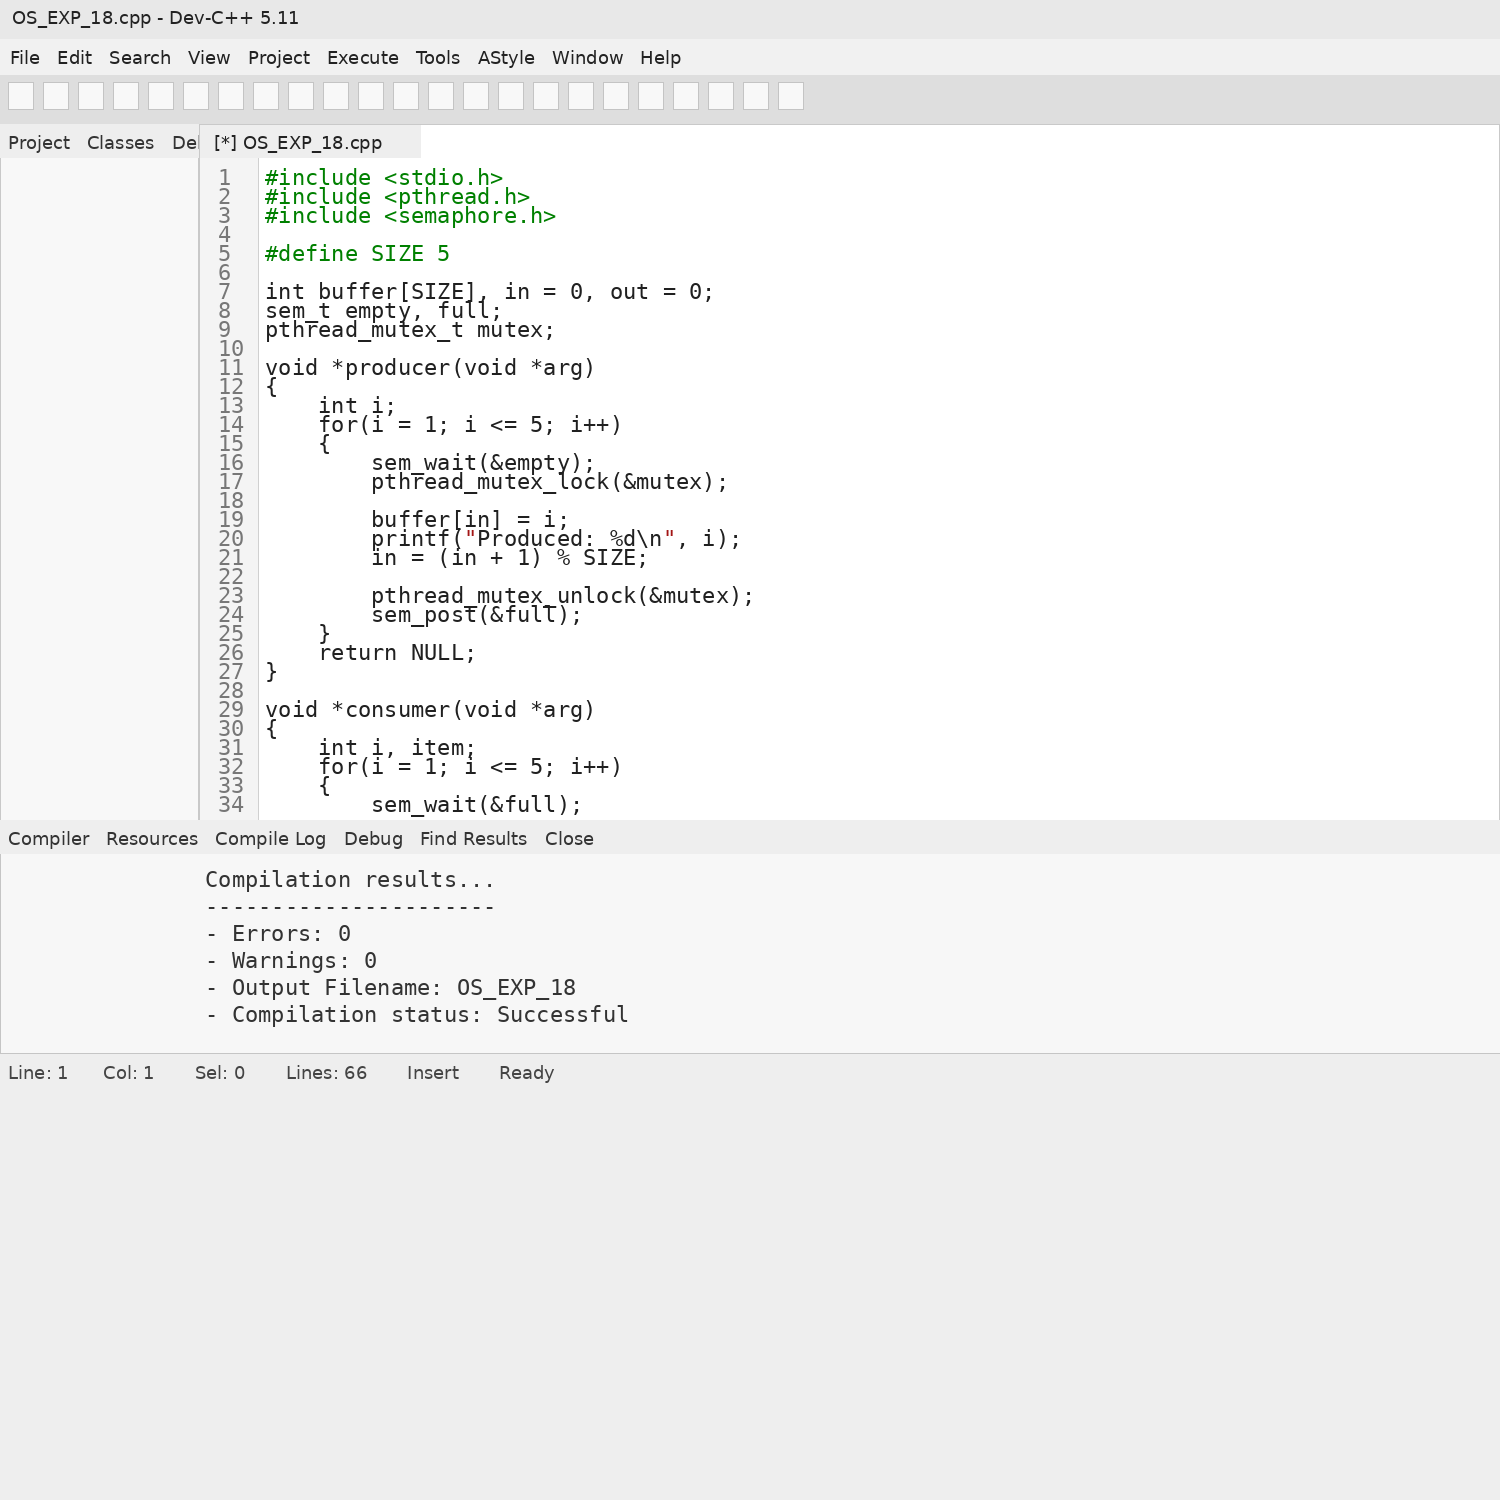 OS_EXP_18.cpp - Dev-C++ 5.11
File Edit Search View Project Execute Tools AStyle Window Help
Project Classes
[*] OS_EXP_18.cpp
1 #include <stdio.h>
2 #include <pthread.h>
3 #include <semaphore.h>
4
5 #define SIZE 5
6
7 int buffer[SIZE], in = 0, out = 0;
8 sem_t empty, full;
9 pthread_mutex_t mutex;
10
11 void *producer(void *arg)
12 {
13     int i;
14     for(i = 1; i <= 5; i++)
15     {
16         sem_wait(&empty);
17         pthread_mutex_lock(&mutex);
18
19         buffer[in] = i;
20         printf("Produced: %d\n", i);
21         in = (in + 1) % SIZE;
22
23         pthread_mutex_unlock(&mutex);
24         sem_post(&full);
25     }
26     return NULL;
27 }
28
29 void *consumer(void *arg)
30 {
31     int i, item;
32     for(i = 1; i <= 5; i++)
33     {
34         sem_wait(&full);
Compiler Resources Compile Log Debug Find Results Close
Compilation results...
----------------------
- Errors: 0
- Warnings: 0
- Output Filename: OS_EXP_18
- Compilation status: Successful
Line: 1 Col: 1 Sel: 0 Lines: 66 Insert Ready